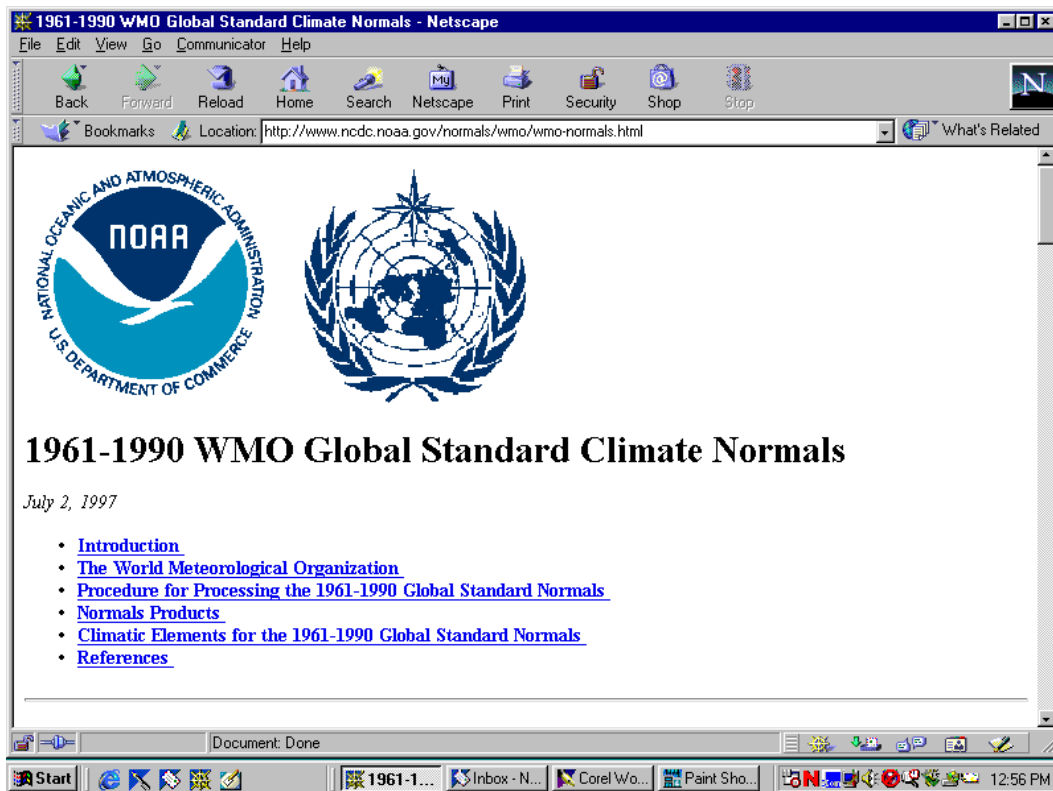 1961-1990 WMO Global Standard Climate Normals - Netscape
File Edit View Go Communicator Help
My
N
Back Forward Reload Home Search Netscape Print Security Shop Stop
Bookmarks Location: http://www.ncdc.noaa.gov/normals/wmo/wmo-normals.html What's Related
NATIONAL OCEANIC AND ATMOSPHERIC ADMINISTRATION
NOAA
U.S. DEPARTMENT OF COMMERCE
1961-1990 WMO Global Standard Climate Normals
July 2, 1997
• Introduction
• The World Meteorological Organization
• Procedure for Processing the 1961-1990 Global Standard Normals
• Normals Products
• Climatic Elements for the 1961-1990 Global Standard Normals
• References
Document: Done
Start 1961-1... Inbox - N... Corel Wo... Paint Sho... N 12:56 PM